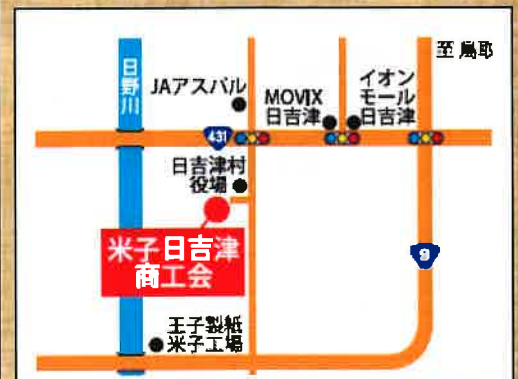 至 鳥取
日野川
JAアスパル
MOVIX
日吉津
イオン
モール
日吉津
431
日吉津村
役場
米子日吉津
商工会
9
王子製紙
米子工場